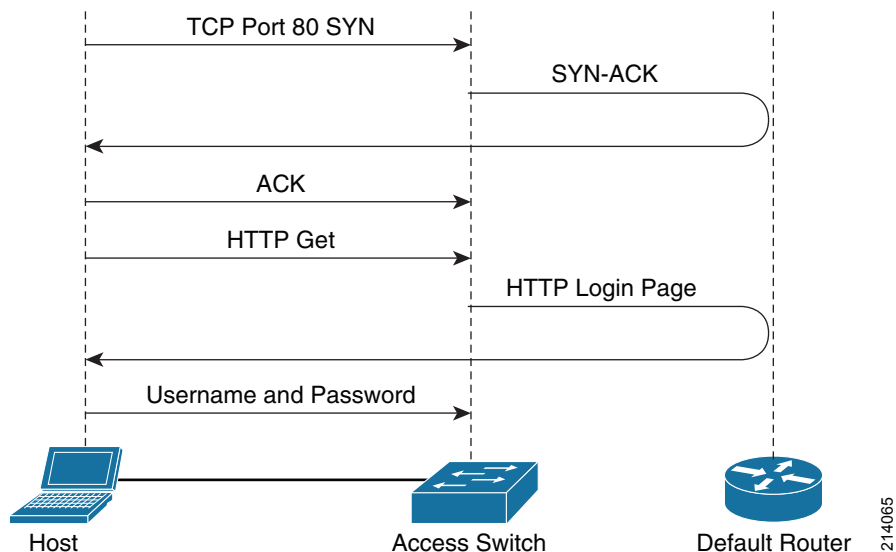 TCP Port 80 SYN
SYN-ACK
ACK
HTTP Get
HTTP Login Page
Username and Password
Host
Access Switch
Default Router
214065